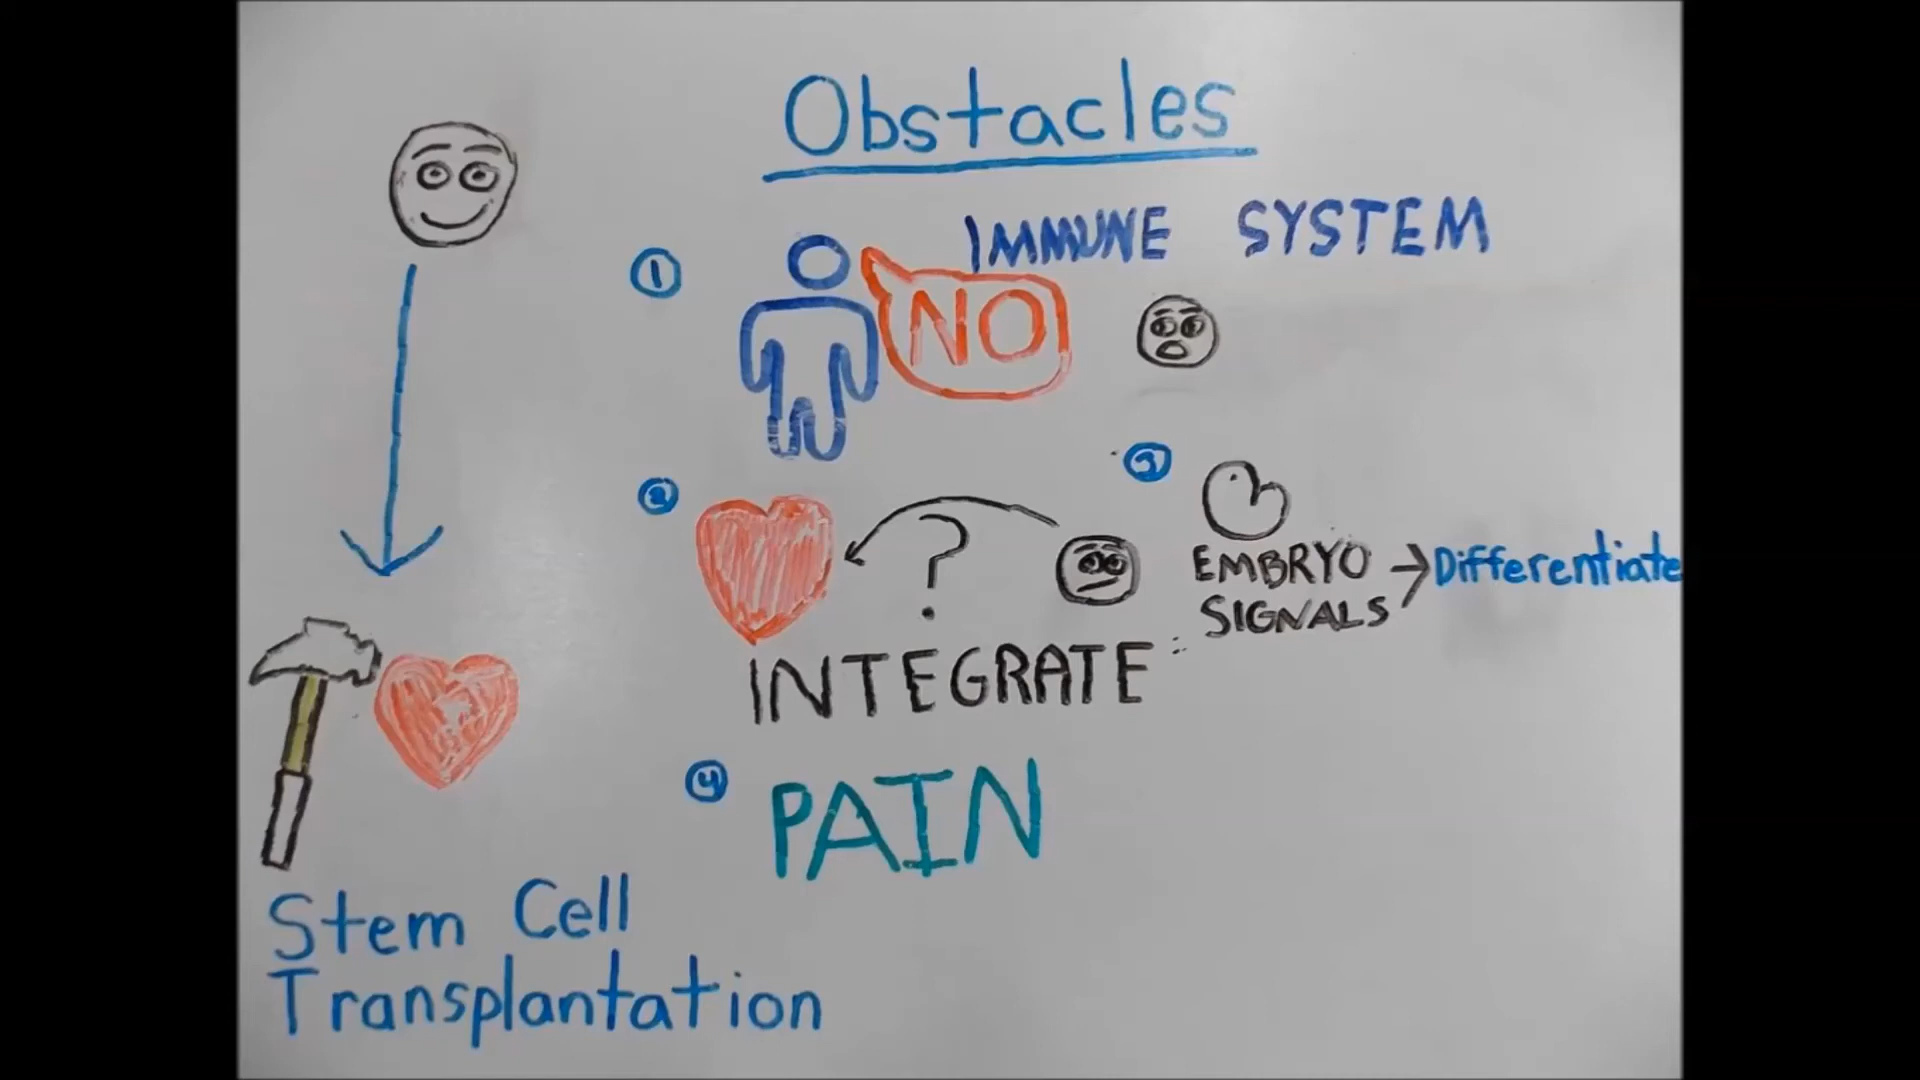 Obstacles
① IMMUNE SYSTEM
NO
②
?
INTEGRATE
③
EMBRYO → Differentiate
SIGNALS
④ PAIN
Stem Cell
Transplantation